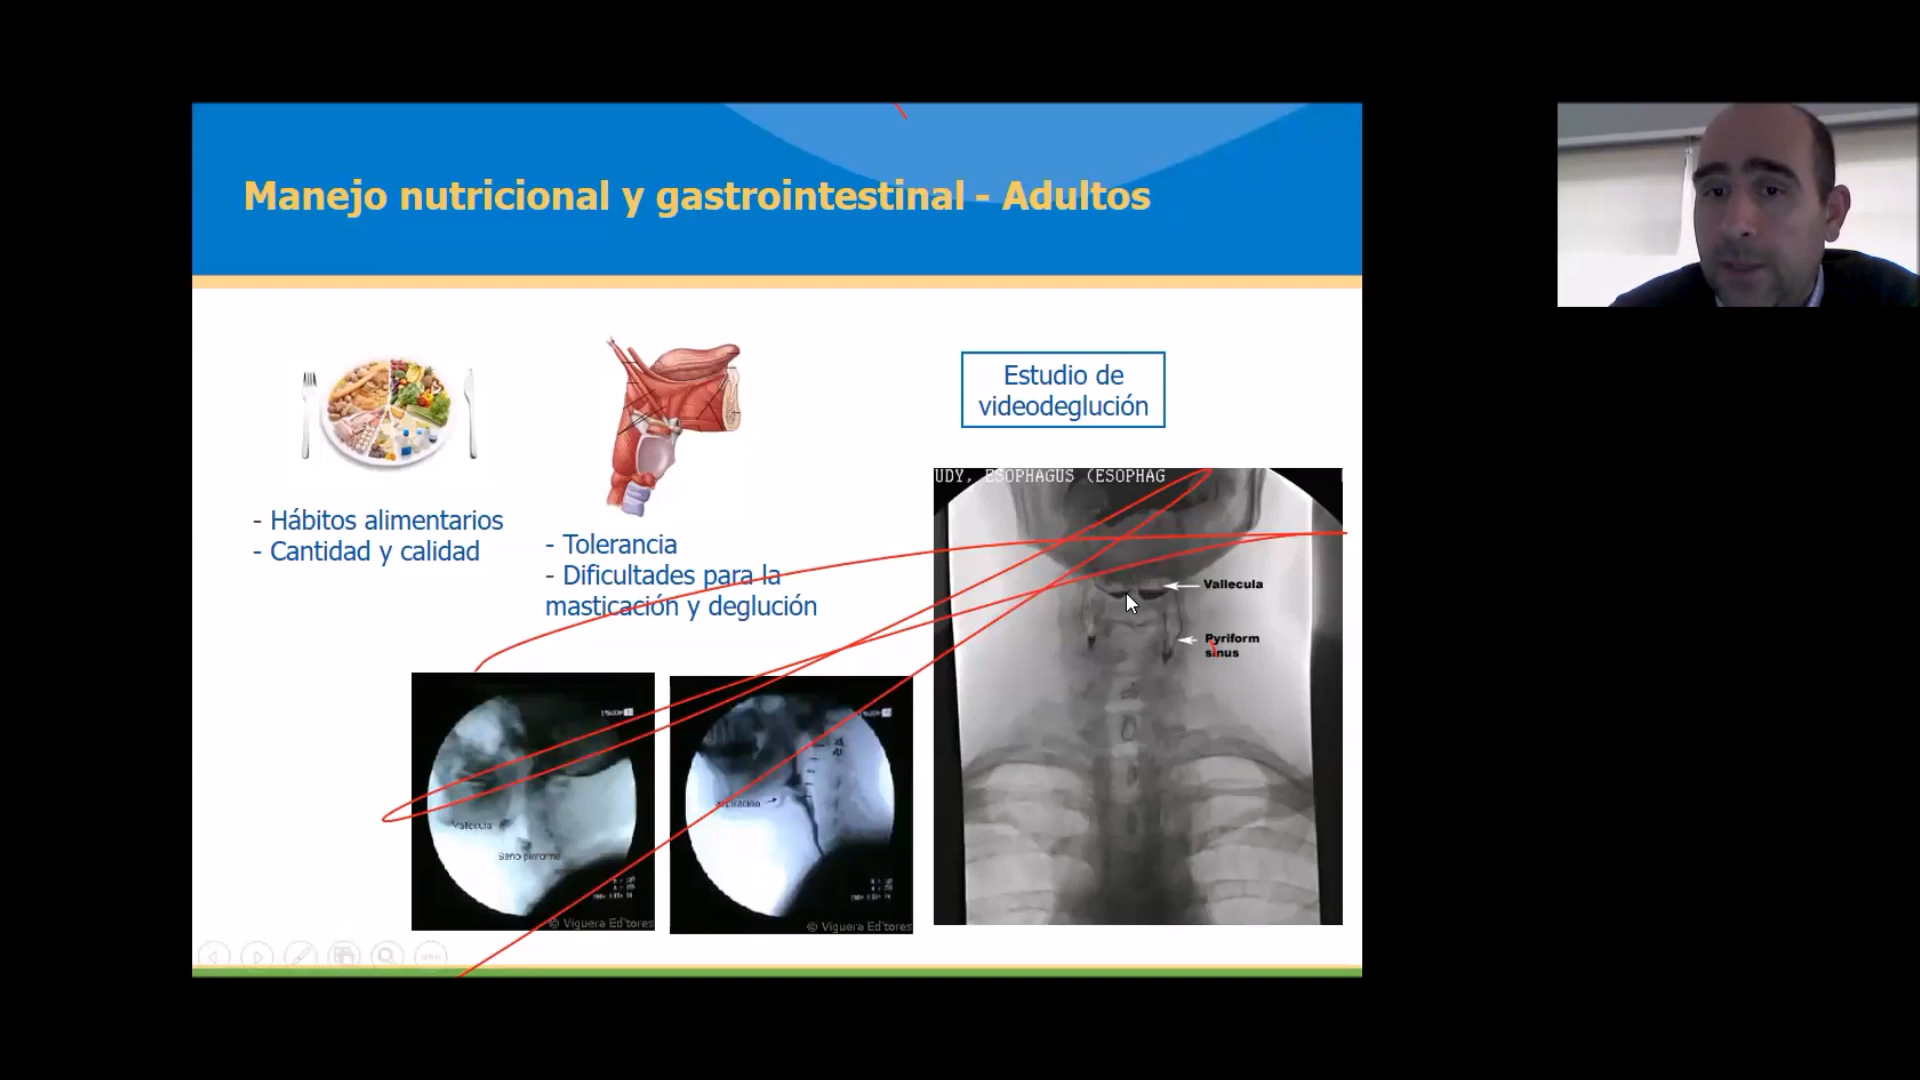 Manejo nutricional y gastrointestinal - Adultos
- Hábitos alimentarios
- Cantidad y calidad
- Tolerancia
- Dificultades para la
masticación y deglución
Estudio de
videodeglución
UDY, ESOPHAGUS (ESOPHAG
Vallecula
Pyriform
sinus
Vallecula
Seno piriforme
© Viguera Editores
Aspiración
© Viguera Editores